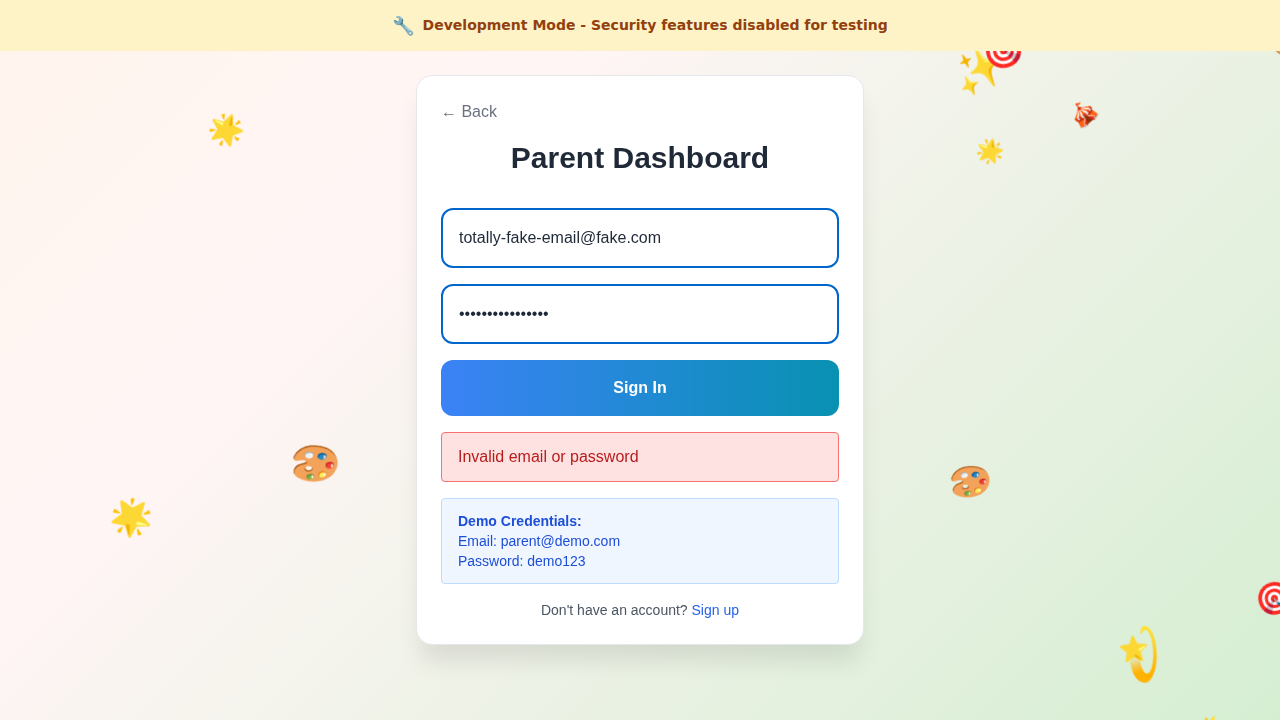 Development Mode - Security features disabled for testing
← Back
Parent Dashboard
totally-fake-email@fake.com
••••••••••••••••
Sign In
Invalid email or password
Demo Credentials:
Email: parent@demo.com
Password: demo123
Don't have an account? Sign up